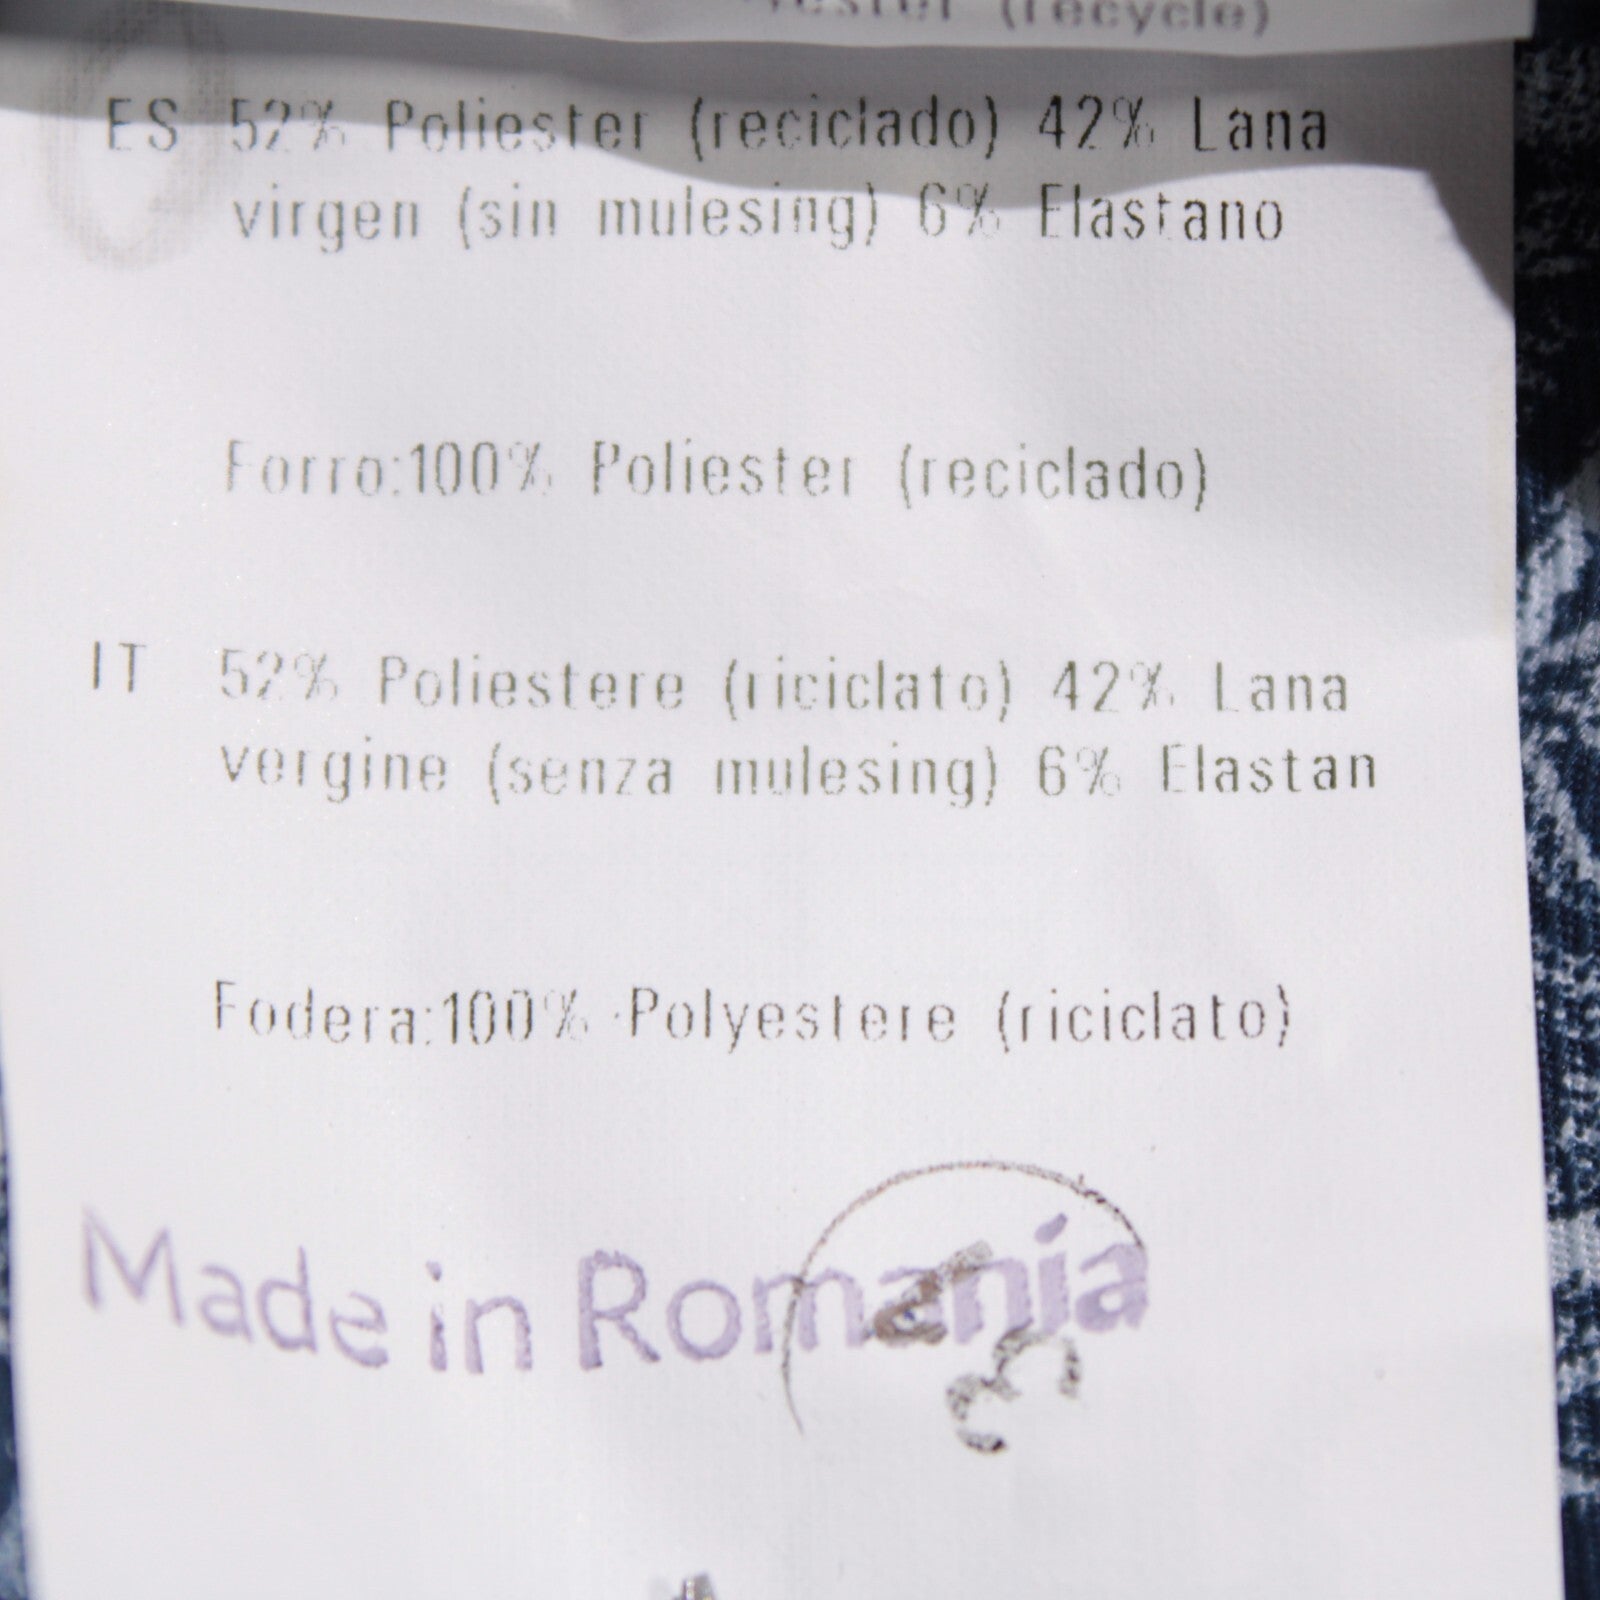 (recycle)
ES 52% Poliester (reciclado) 42% Lana
virgen (sin mulesing) 6% Elastano
Forro:100% Poliester (reciclado)
IT 52% Poliestere (riciclato) 42% Lana
vergine (senza mulesing) 6% Elastan
Fodera:100% Polyestere (riciclato)
Made in Romania